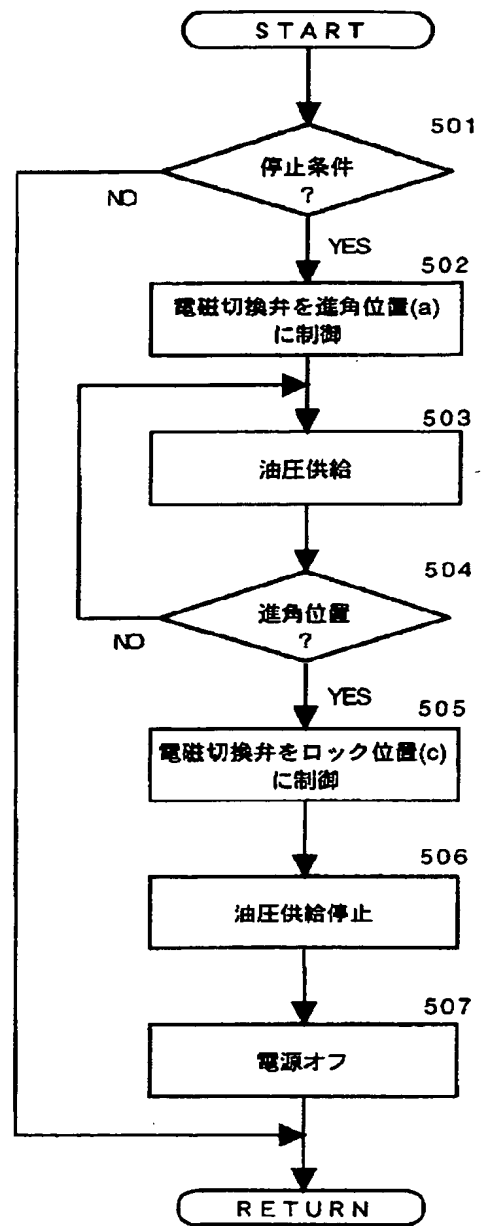 START
501
停止条件
?
NO
YES
502
電磁切換弁を進角位置(a)
に制御
503
油圧供給
504
進角位置
?
NO
YES
505
電磁切換弁をロック位置(c)
に制御
506
油圧供給停止
507
電源オフ
RETURN